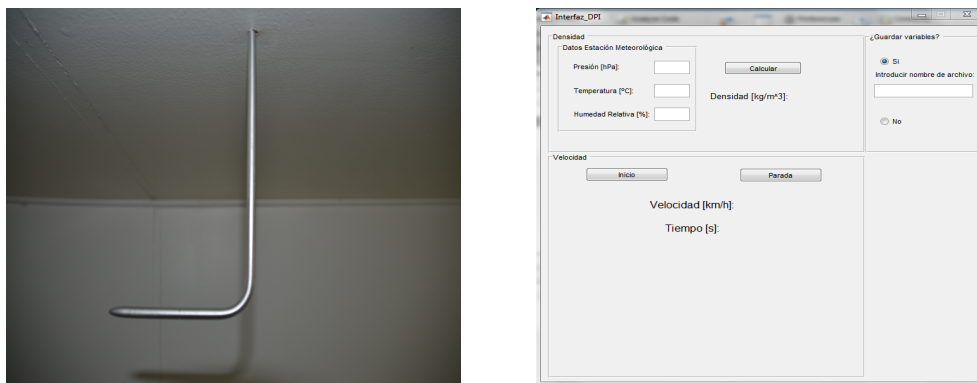 Interfaz_DPI
Densidad
Datos Estación Meteorológica
Presión [hPa]:
Calcular
Temperatura [ºC]:
Densidad [kg/m^3]:
Humedad Relativa [%]:
¿Guardar variables?
Si
Introducir nombre de archivo:
No
Velocidad
Inicio
Parada
Velocidad [km/h]:
Tiempo [s]: